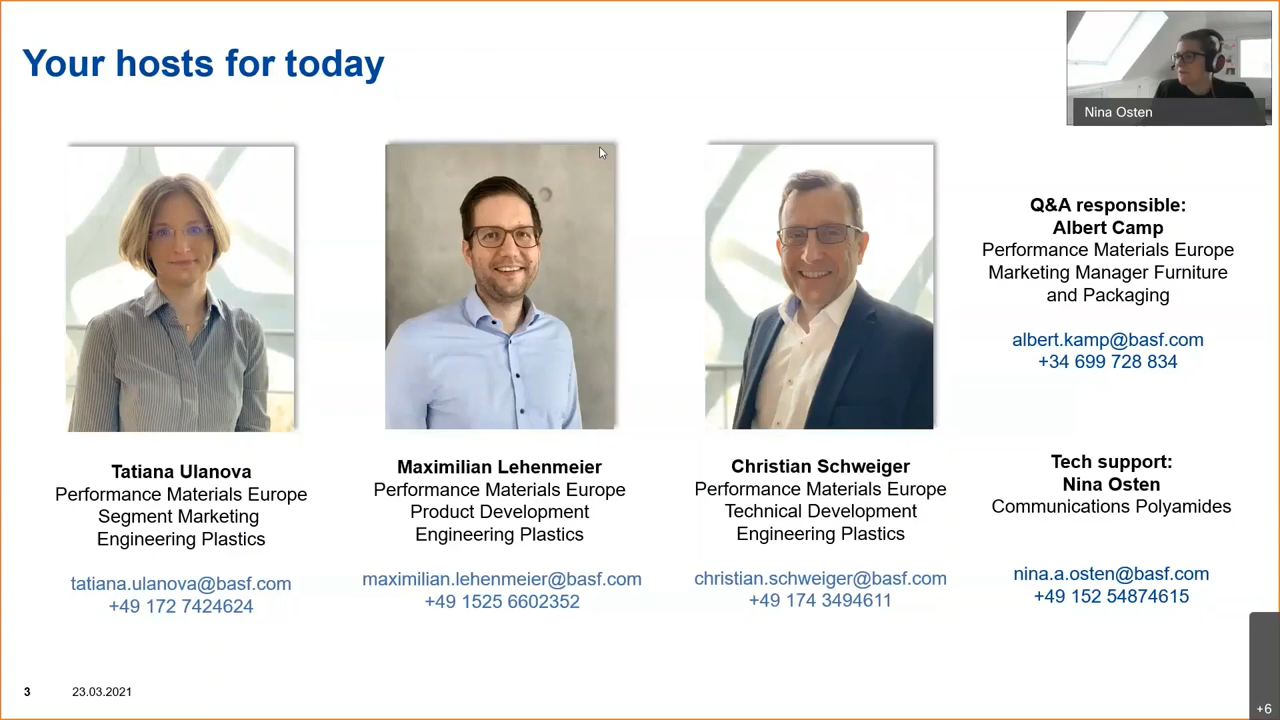 Your hosts for today
Nina Osten
Tatiana Ulanova
Performance Materials Europe
Segment Marketing
Engineering Plastics
tatiana.ulanova@basf.com
+49 172 7424624
Maximilian Lehenmeier
Performance Materials Europe
Product Development
Engineering Plastics
maximilian.lehenmeier@basf.com
+49 1525 6602352
Christian Schweiger
Performance Materials Europe
Technical Development
Engineering Plastics
christian.schweiger@basf.com
+49 174 3494611
Q&A responsible:
Albert Camp
Performance Materials Europe
Marketing Manager Furniture
and Packaging
albert.kamp@basf.com
+34 699 728 834
Tech support:
Nina Osten
Communications Polyamides
nina.a.osten@basf.com
+49 152 54874615
3
23.03.2021
+6